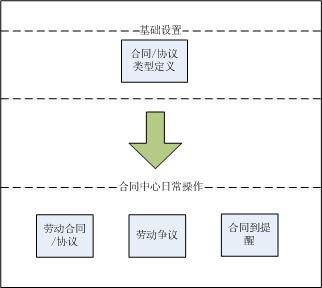 基础设置
合同/协议
类型定义
合同中心日常操作
劳动合同
/协议
劳动争议
合同到提
醒